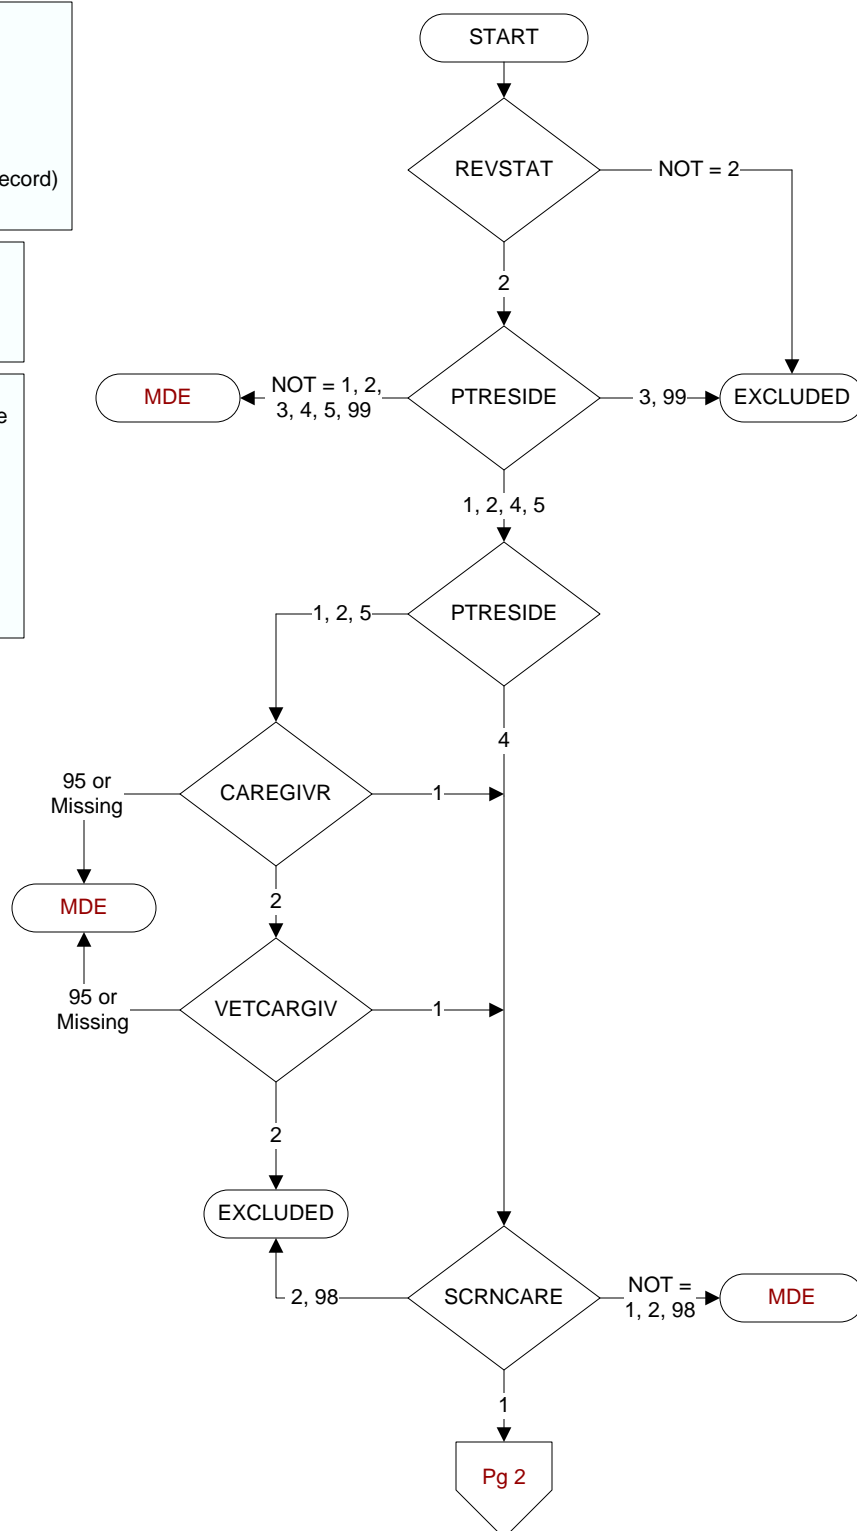 START
ecord)
REVSTAT
NOT = 2
2
e
MDE
NOT = 1, 2,
3, 4, 5, 99
PTRESIDE
3, 99
EXCLUDED
1, 2, 4, 5
1, 2, 5
PTRESIDE
4
95 or
Missing
CAREGIVR
1
MDE
2
95 or
Missing
VETCARGIV
1
2
EXCLUDED
2, 98
SCRNCARE
NOT =
1, 2, 98
MDE
1
Pg 2